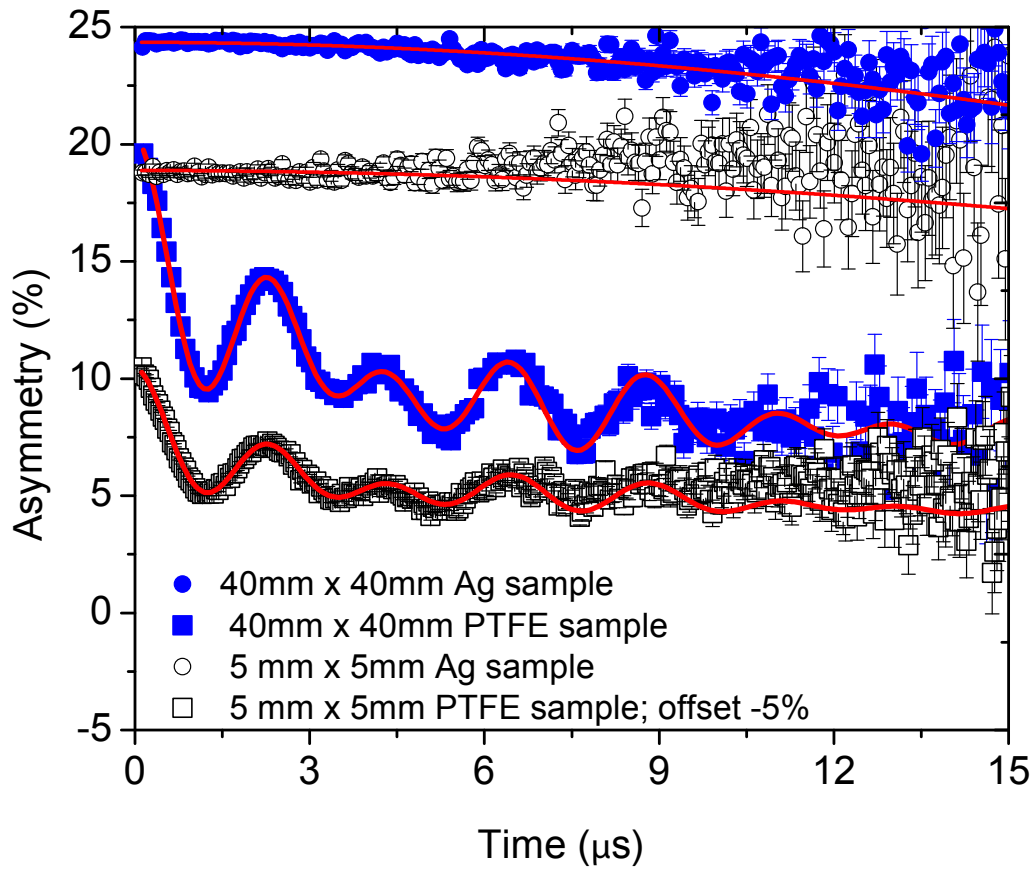 25
20
15
10
5
0
-5
Asymmetry (%)
40mm x 40mm Ag sample
40mm x 40mm PTFE sample
5 mm x 5mm Ag sample
5 mm x 5mm PTFE sample; offset -5%
0 3 6 9 12 15
Time (μs)